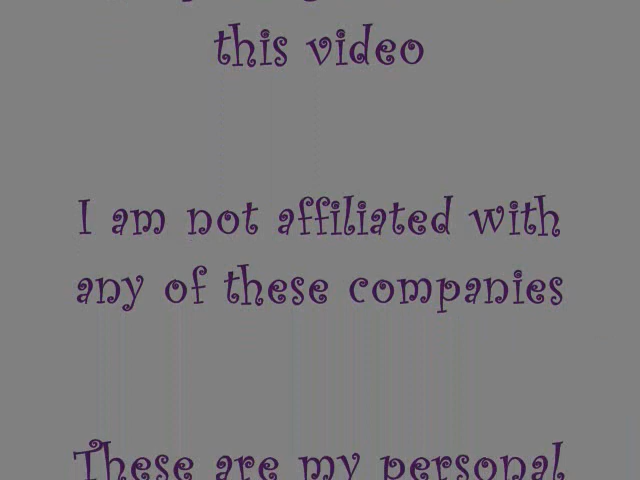 this video
I am not affiliated with
any of these companies
These are my personal